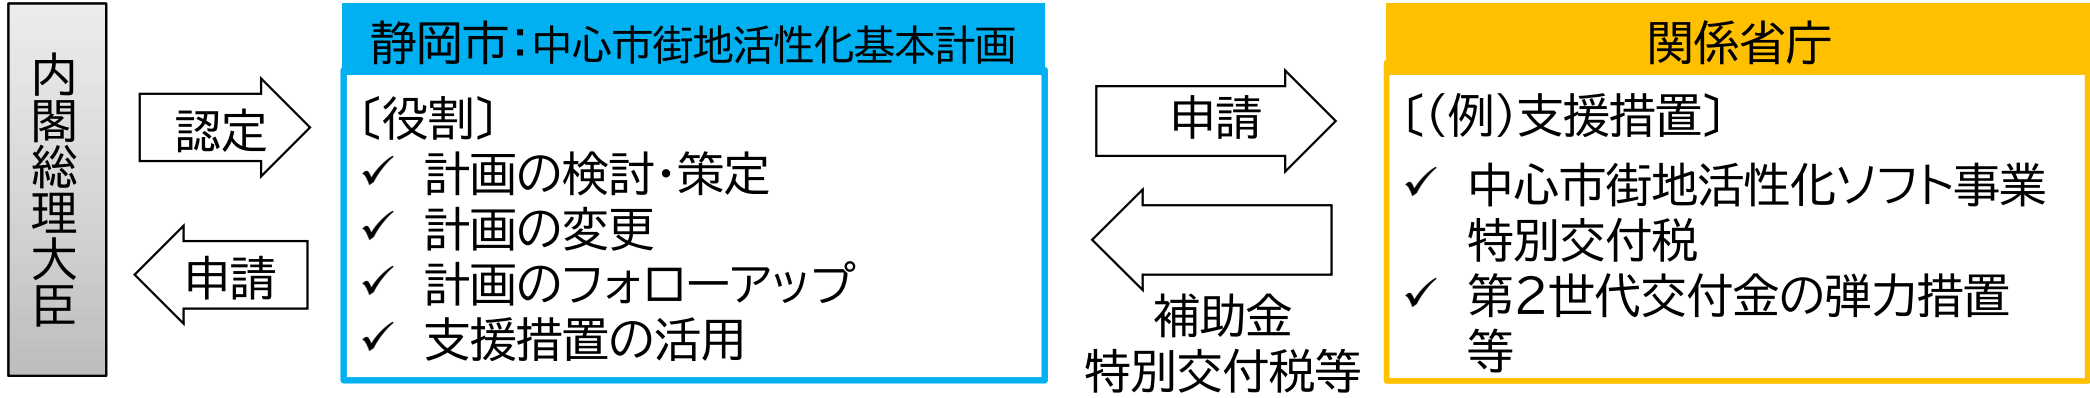 内閣総理大臣
認定
申請
静岡市：中心市街地活性化基本計画
〔役割〕
✓ 計画の検討・策定
✓ 計画の変更
✓ 計画のフォローアップ
✓ 支援措置の活用
申請
補助金
特別交付税等
関係省庁
〔（例）支援措置〕
✓ 中心市街地活性化ソフト事業
特別交付税
✓ 第2世代交付金の弾力措置
等